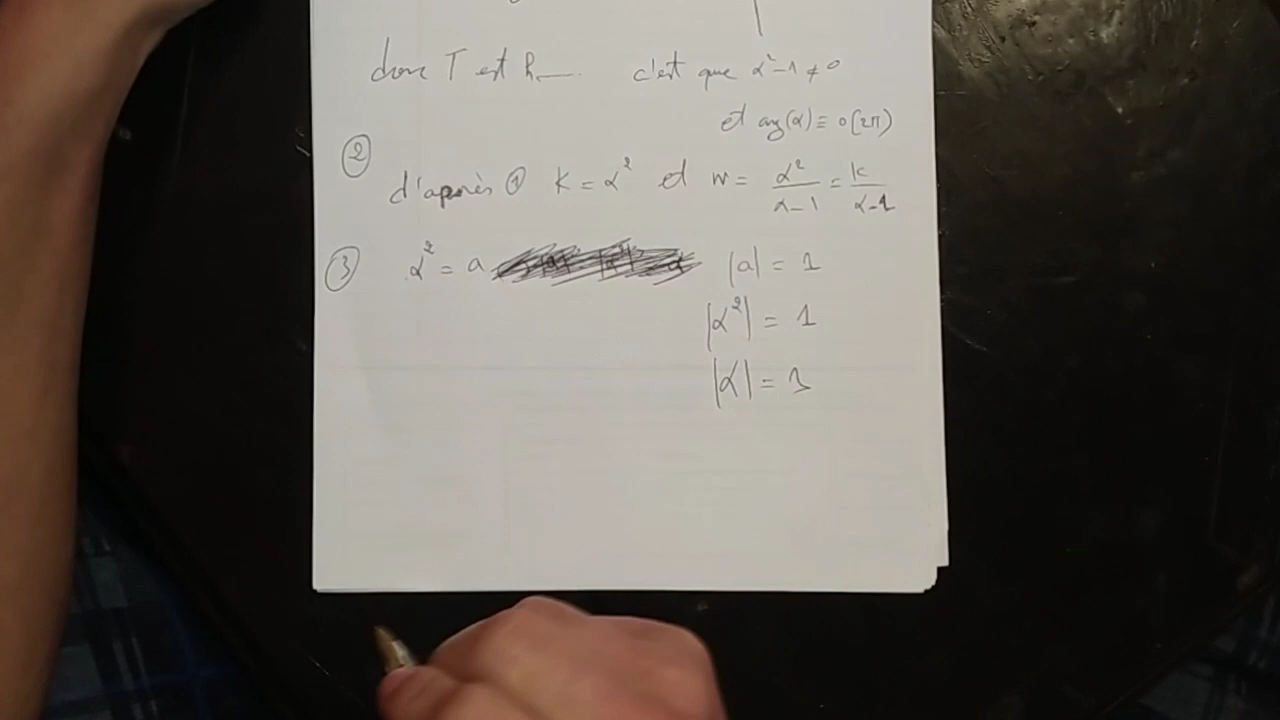 donc T est h c'est que α²-1 ≠ 0
et arg(α) ≡ 0[2π]
② d'après ① K = α² et w = α²/α-1 = k/α-1
③ α² = a |a| = 1
|α²| = 1
|α| = 1